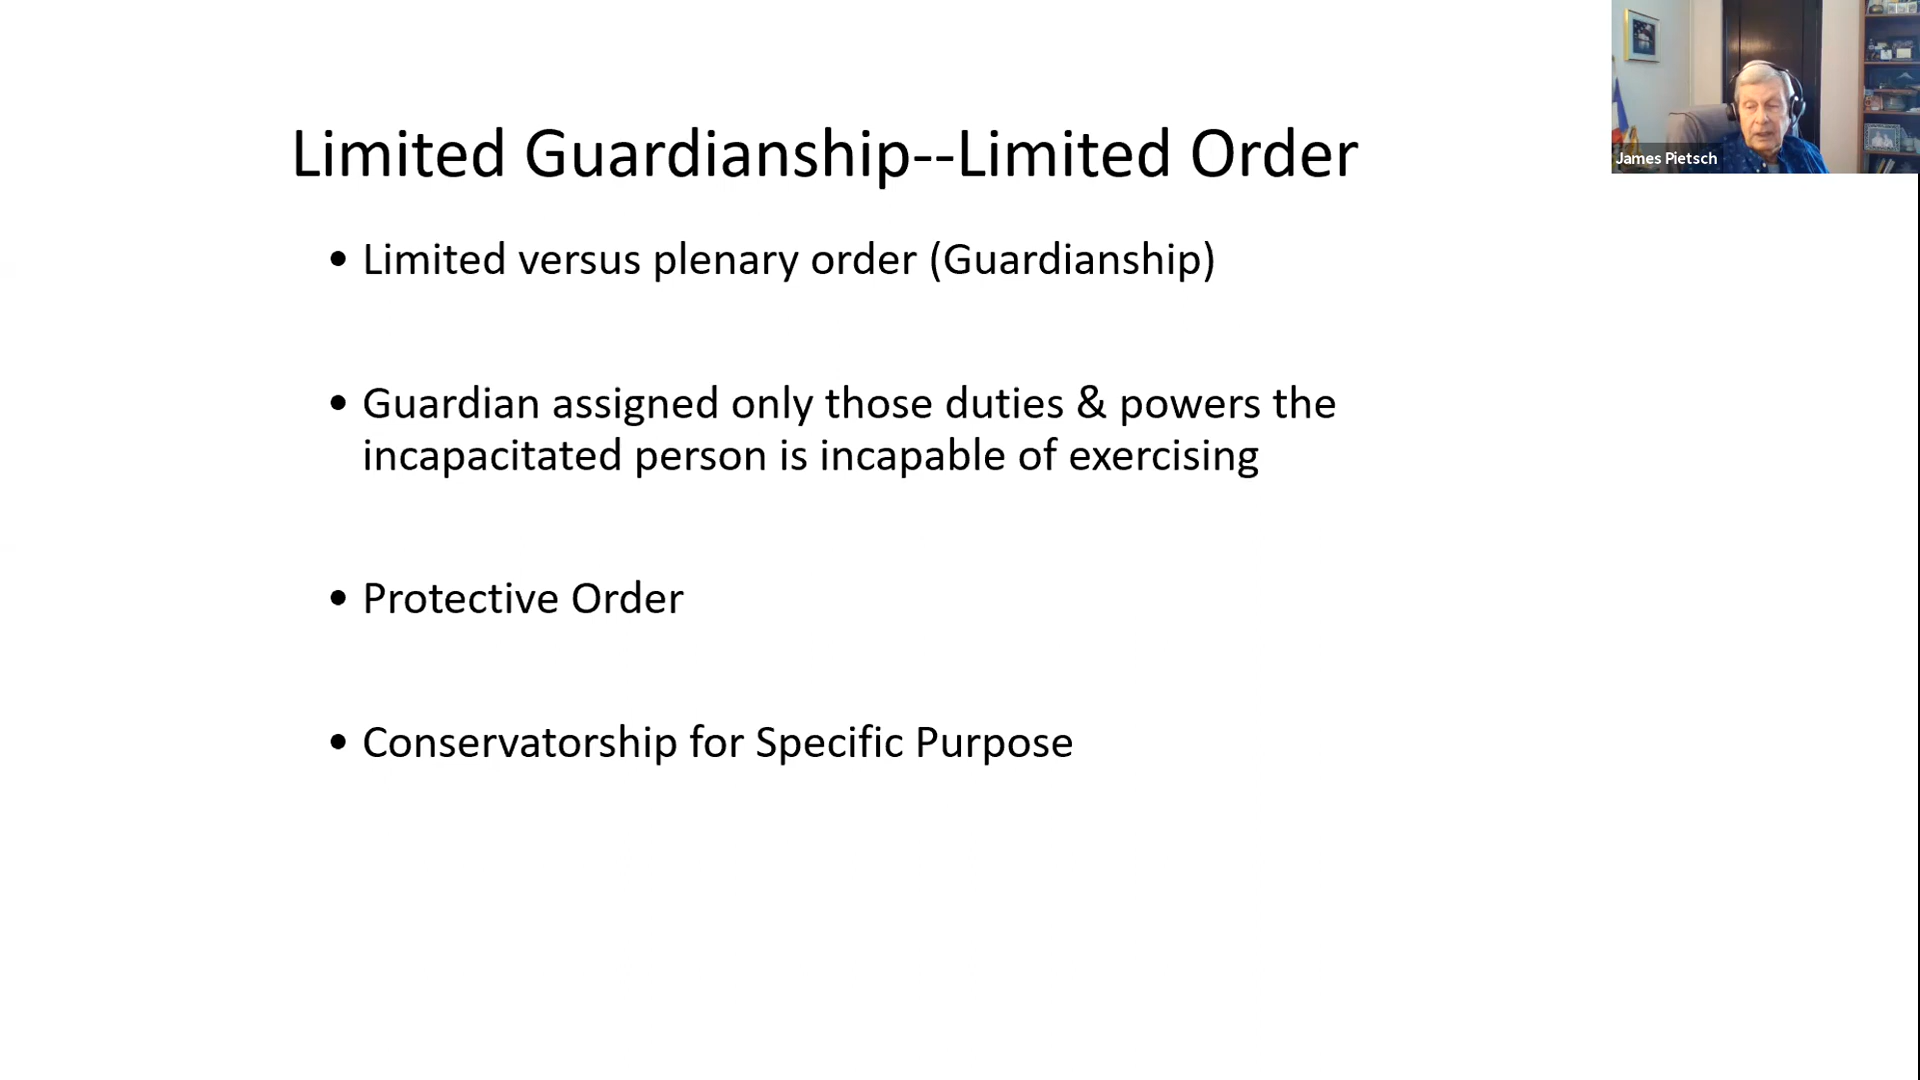 Limited Guardianship--Limited Order
• Limited versus plenary order (Guardianship)
• Guardian assigned only those duties & powers the
incapacitated person is incapable of exercising
• Protective Order
• Conservatorship for Specific Purpose
James Pietsch